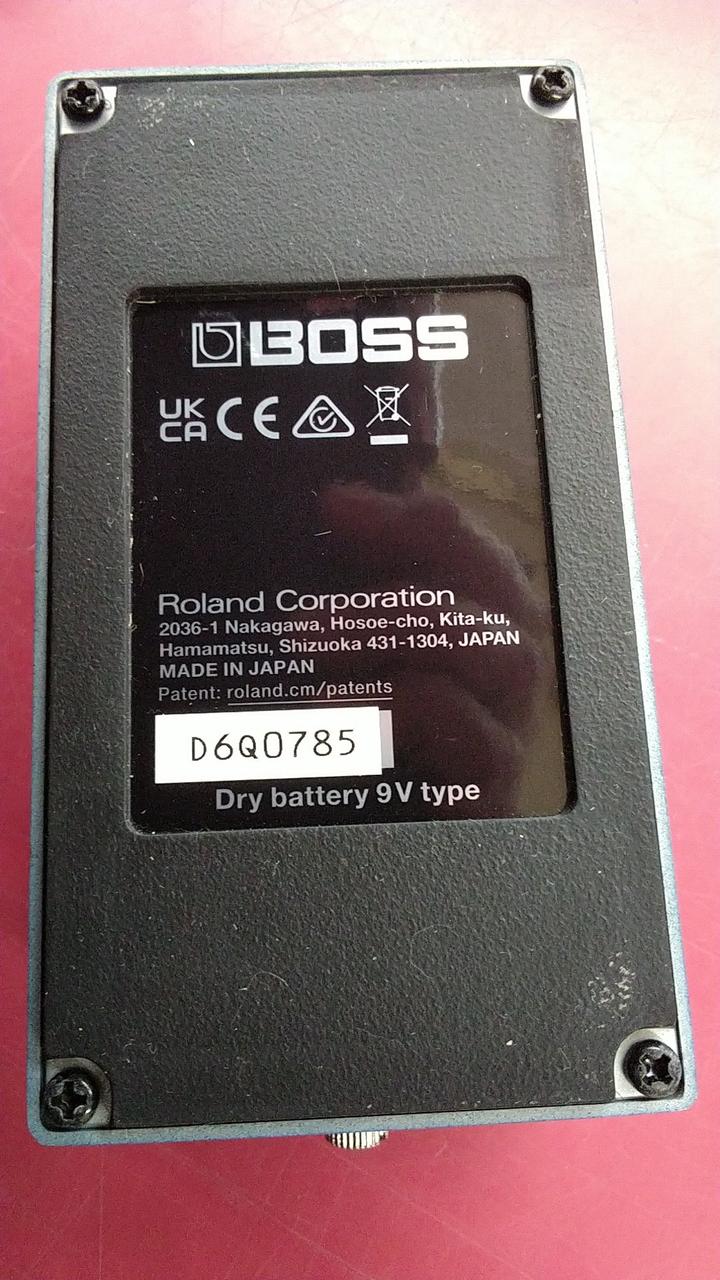 BOSS
UK
CA CE
Roland Corporation
2036-1 Nakagawa, Hosoe-cho, Kita-ku,
Hamamatsu, Shizuoka 431-1304, JAPAN
MADE IN JAPAN
Patent: roland.cm/patents
D6Q0785
Dry battery 9V type